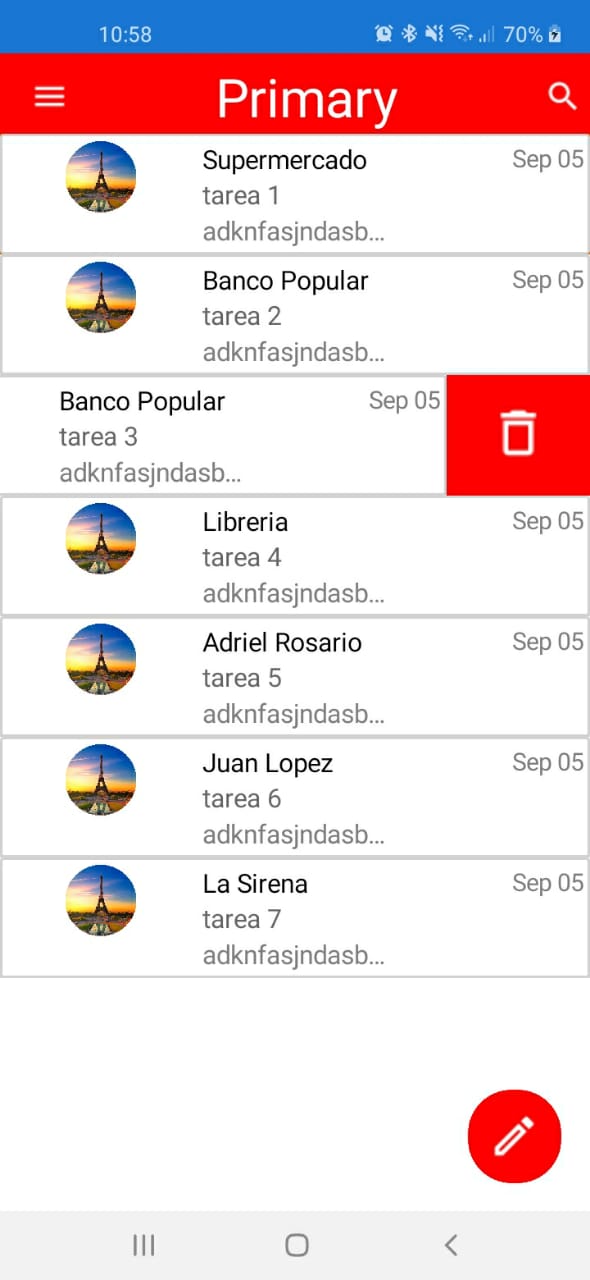 10:58
70%
Primary
Supermercado
Sep 05
tarea 1
adknfasjndasb...
Banco Popular
Sep 05
tarea 2
adknfasjndasb...
Banco Popular
Sep 05
tarea 3
adknfasjndasb...
Libreria
Sep 05
tarea 4
adknfasjndasb...
Adriel Rosario
Sep 05
tarea 5
adknfasjndasb...
Juan Lopez
Sep 05
tarea 6
adknfasjndasb...
La Sirena
Sep 05
tarea 7
adknfasjndasb...